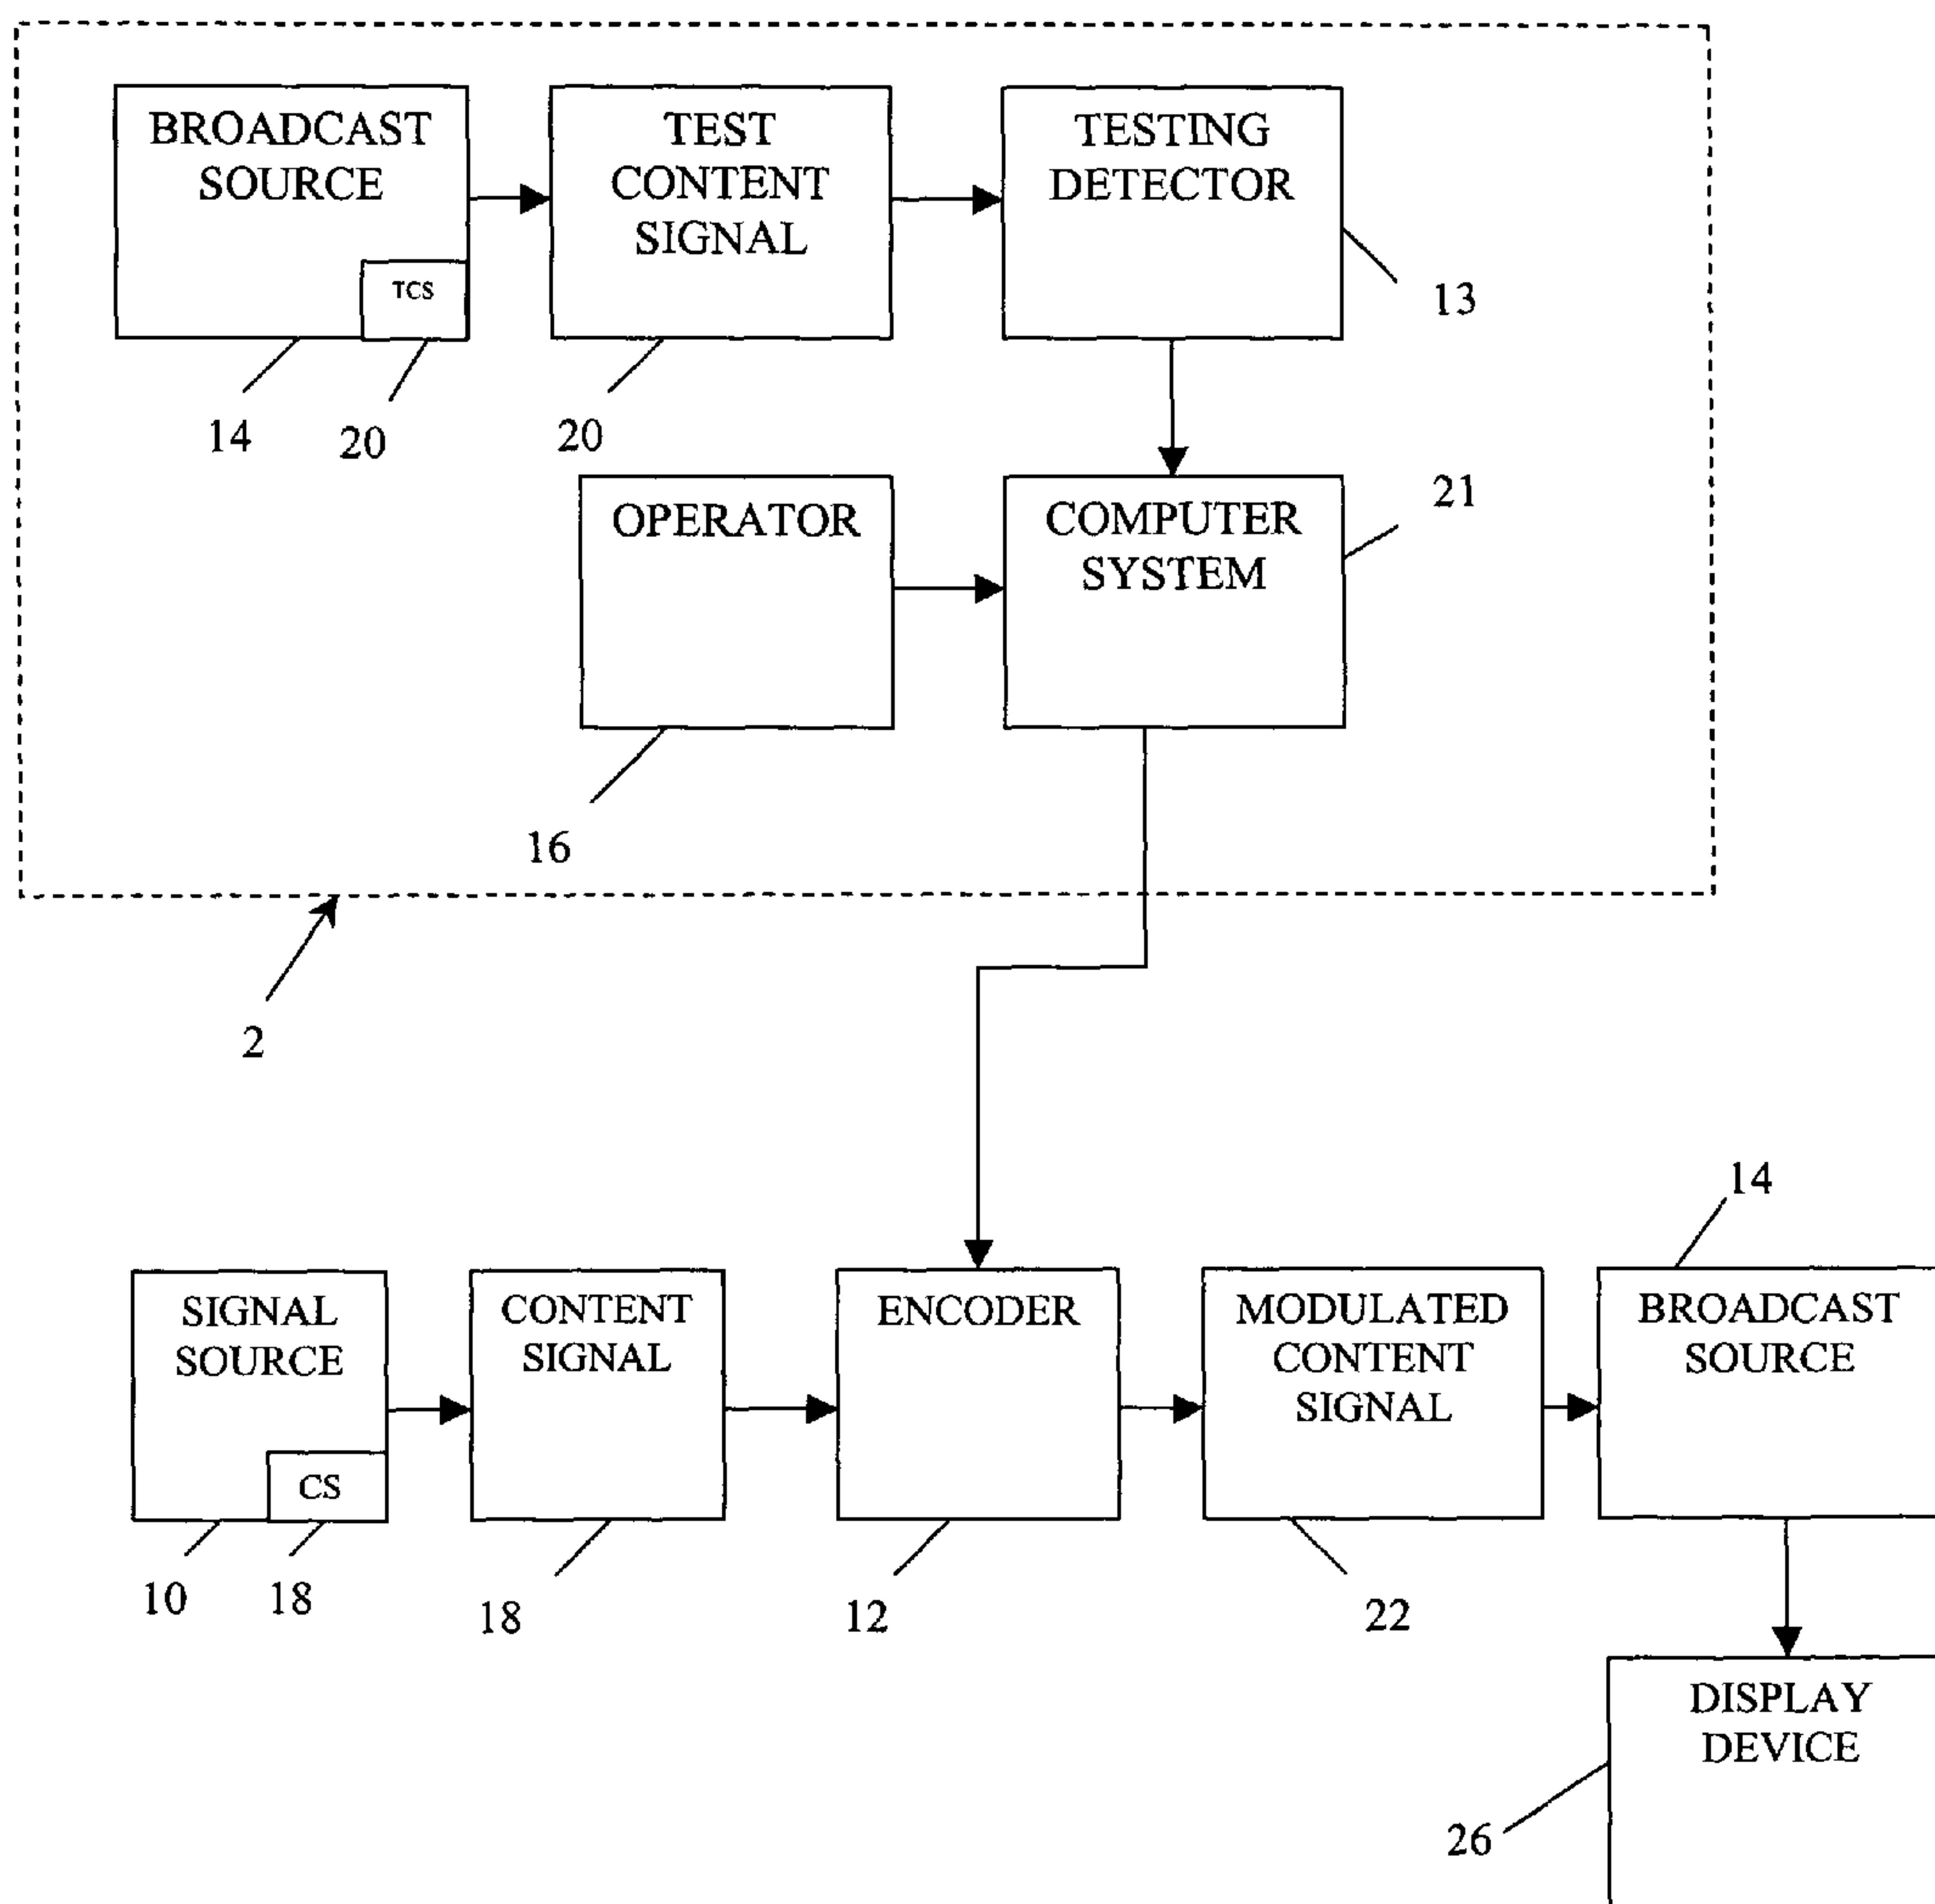 BROADCAST
SOURCE
TCS
14
20
TEST
CONTENT
SIGNAL
20
TESTING
DETECTOR
13
OPERATOR
16
COMPUTER
SYSTEM
21
2
SIGNAL
SOURCE
CS
10
18
CONTENT
SIGNAL
18
ENCODER
12
MODULATED
CONTENT
SIGNAL
22
14
BROADCAST
SOURCE
DISPLAY
DEVICE
26